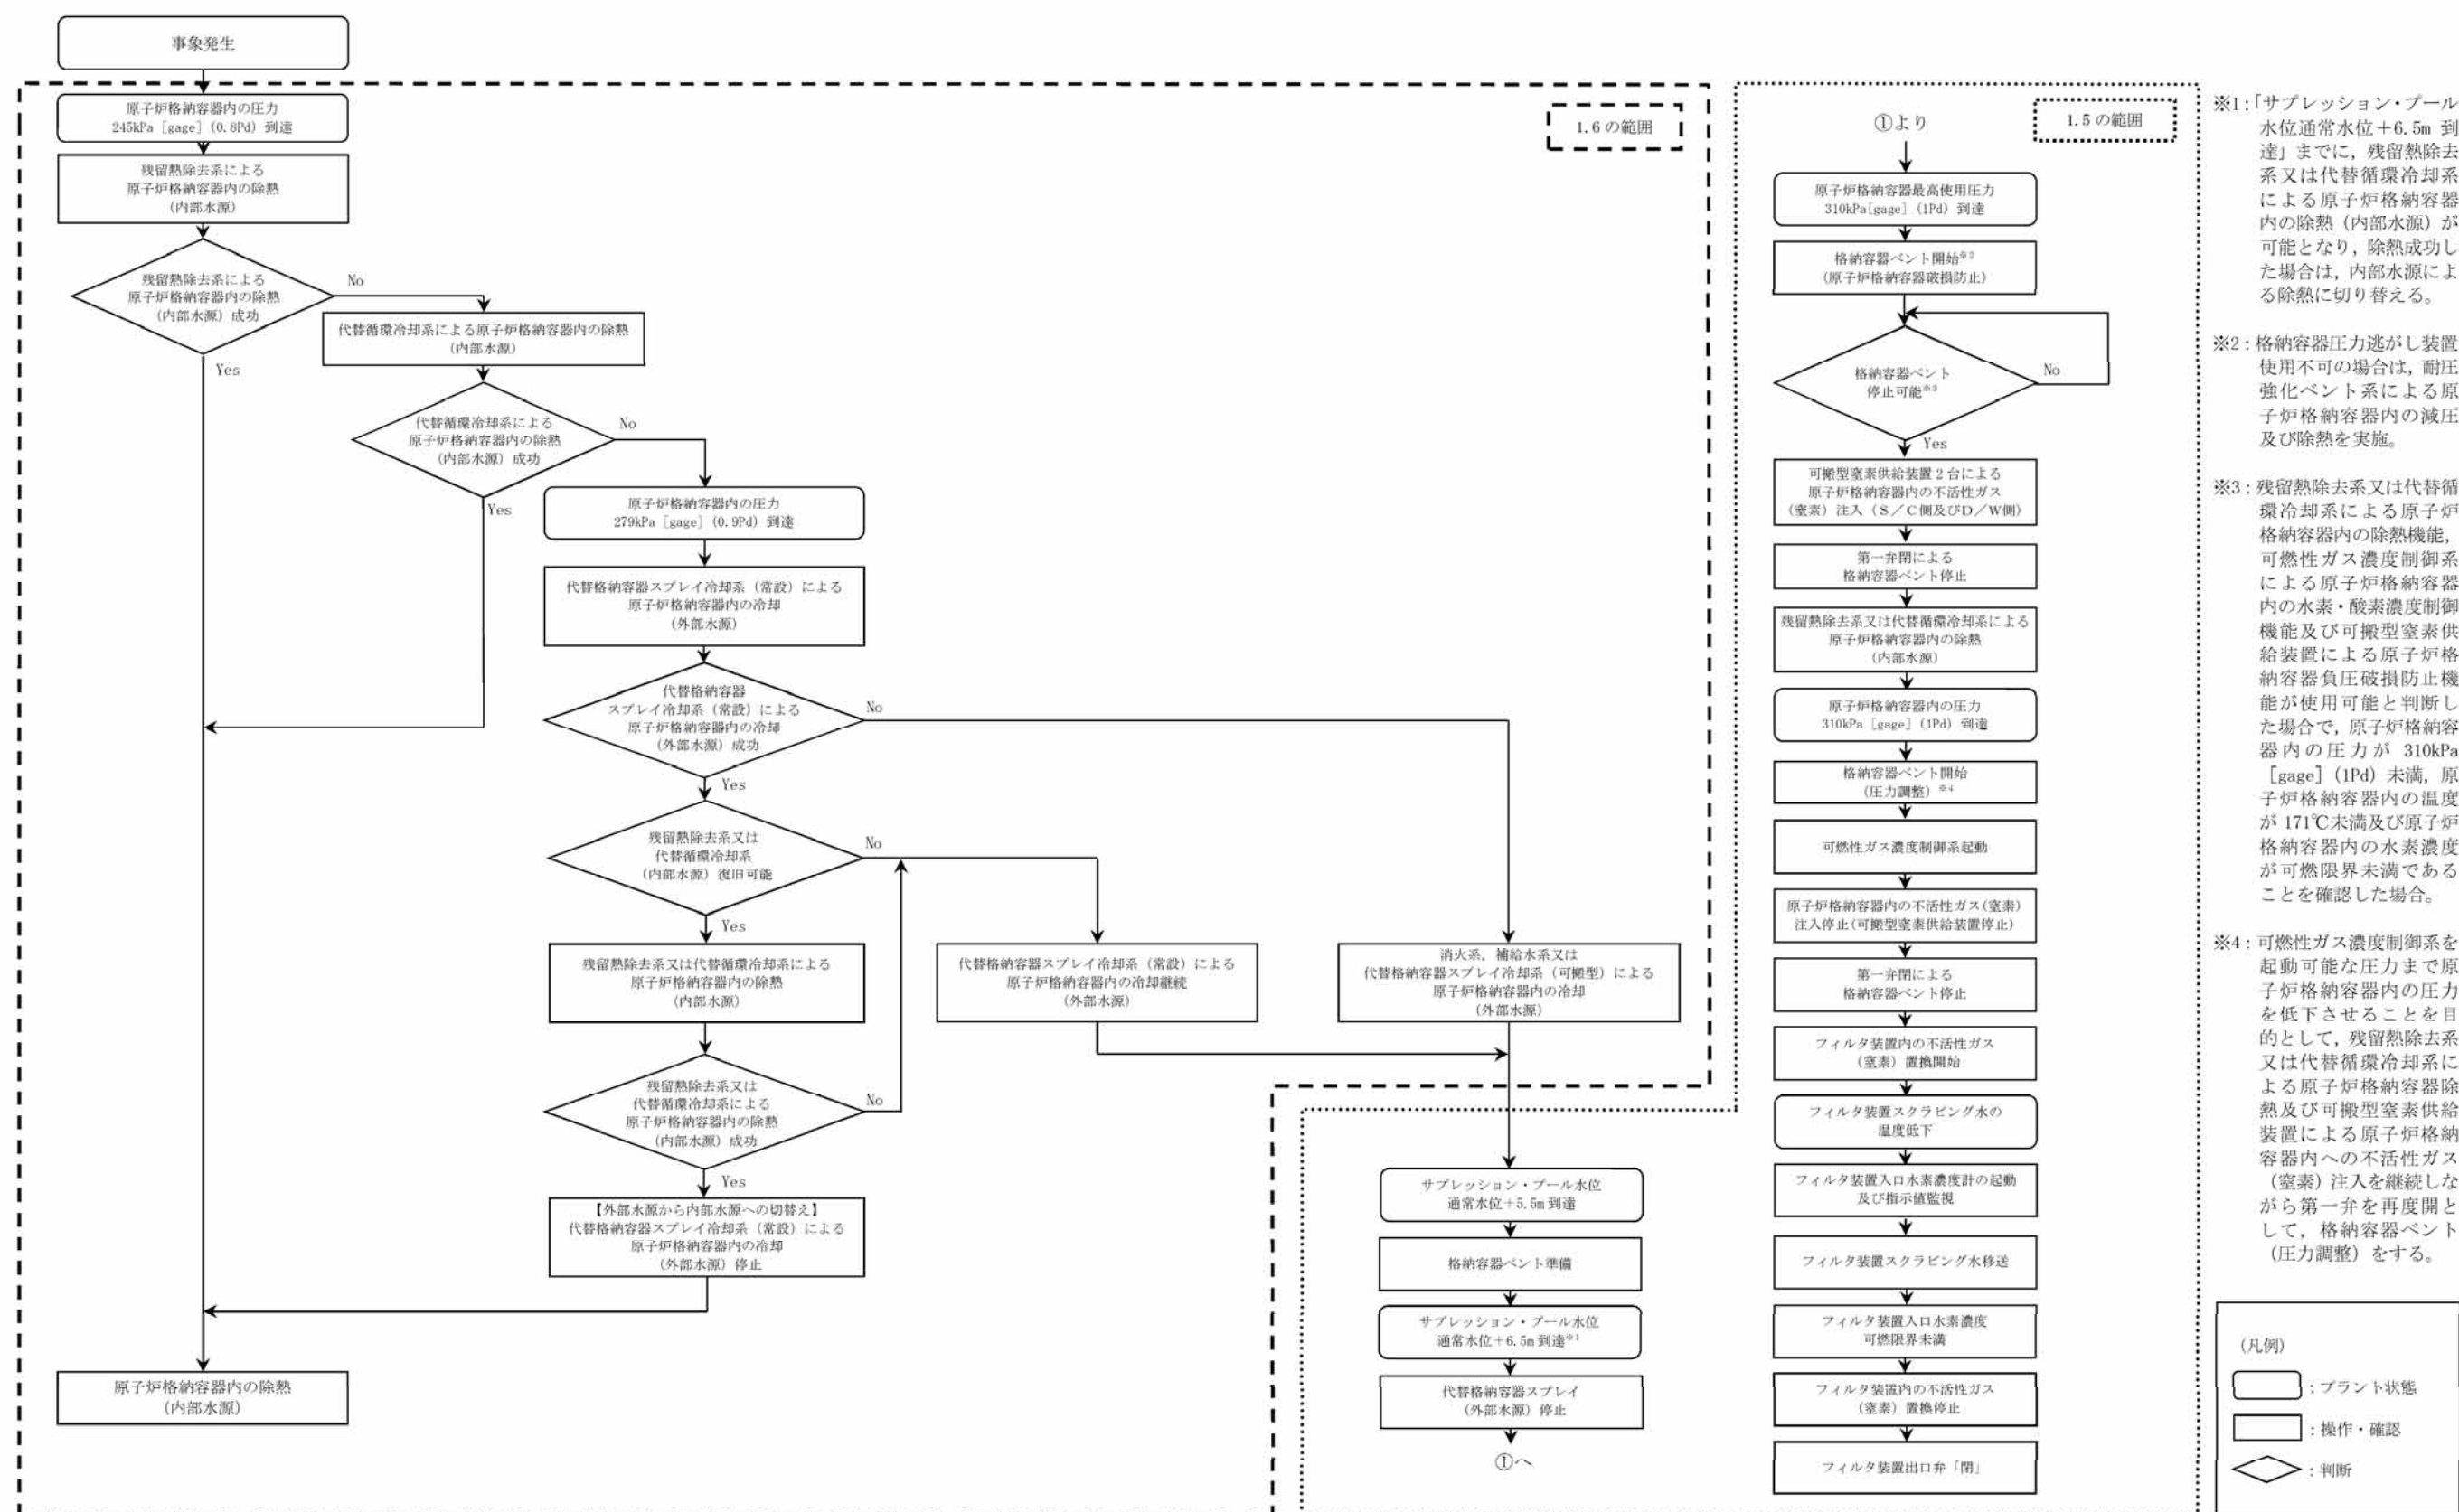 事象発生
原子炉格納容器内の圧力
245kPa［gage］(0.8Pd) 到達
残留熱除去系による
原子炉格納容器内の除熱
(内部水源)
残留熱除去系による
原子炉格納容器内の除熱
(内部水源) 成功
No
Yes
代替循環冷却系による原子炉格納容器内の除熱
(内部水源)
代替循環冷却系による
原子炉格納容器内の除熱
(内部水源) 成功
No
Yes
原子炉格納容器内の圧力
279kPa［gage］(0.9Pd) 到達
代替格納容器スプレイ冷却系（常設）による
原子炉格納容器内の冷却
(外部水源)
代替格納容器
スプレイ冷却系（常設）による
原子炉格納容器内の冷却
(外部水源) 成功
No
Yes
残留熱除去系又は
代替循環冷却系
(内部水源) 復旧可能
No
Yes
残留熱除去系又は代替循環冷却系による
原子炉格納容器内の除熱
(内部水源)
代替格納容器スプレイ冷却系（常設）による
原子炉格納容器内の冷却継続
(外部水源)
消火系，補給水系又は
代替格納容器スプレイ冷却系（可搬型）による
原子炉格納容器内の冷却
(外部水源)
残留熱除去系又は
代替循環冷却系による
原子炉格納容器内の除熱
(内部水源) 成功
No
Yes
【外部水源から内部水源への切替え】
代替格納容器スプレイ冷却系（常設）による
原子炉格納容器内の冷却
(外部水源) 停止
原子炉格納容器内の除熱
(内部水源)
1.6の範囲
サプレッション・プール水位
通常水位＋5.5m到達
格納容器ベント準備
サプレッション・プール水位
通常水位＋6.5m到達※1
代替格納容器スプレイ
(外部水源) 停止
①へ
①より
1.5の範囲
原子炉格納容器最高使用圧力
310kPa[gage] (1Pd) 到達
格納容器ベント開始※2
(原子炉格納容器破損防止)
格納容器ベント
停止可能※3
No
Yes
可搬型窒素供給装置2台による
原子炉格納容器内の不活性ガス
(窒素) 注入（S／C側及びD／W側）
第一弁閉による
格納容器ベント停止
残留熱除去系又は代替循環冷却系による
原子炉格納容器内の除熱
(内部水源)
原子炉格納容器内の圧力
310kPa［gage］(1Pd) 到達
格納容器ベント開始
(圧力調整) ※4
可燃性ガス濃度制御系起動
原子炉格納容器内の不活性ガス(窒素)
注入停止(可搬型窒素供給装置停止)
第一弁閉による
格納容器ベント停止
フィルタ装置内の不活性ガス
(窒素) 置換開始
フィルタ装置スクラビング水の
温度低下
フィルタ装置入口水素濃度計の起動
及び指示値監視
フィルタ装置スクラビング水移送
フィルタ装置入口水素濃度
可燃限界未満
フィルタ装置内の不活性ガス
(窒素) 置換停止
フィルタ装置出口弁「閉」
※1：「サプレッション・プール
水位通常水位＋6.5m 到
達」までに，残留熱除去
系又は代替循環冷却系
による原子炉格納容器
内の除熱（内部水源）が
可能となり，除熱成功し
た場合は，内部水源によ
る除熱に切り替える。
※2：格納容器圧力逃がし装置
使用不可の場合は，耐圧
強化ベント系による原
子炉格納容器内の減圧
及び除熱を実施。
※3：残留熱除去系又は代替循
環冷却系による原子炉
格納容器内の除熱機能，
可燃性ガス濃度制御系
による原子炉格納容器
内の水素・酸素濃度制御
機能及び可搬型窒素供
給装置による原子炉格
納容器負圧破損防止機
能が使用可能と判断し
た場合で，原子炉格納容
器内の圧力が 310kPa
［gage］(1Pd) 未満，原
子炉格納容器内の温度
が 171℃未満及び原子炉
格納容器内の水素濃度
が可燃限界未満である
ことを確認した場合。
※4：可燃性ガス濃度制御系を
起動可能な圧力まで原
子炉格納容器内の圧力
を低下させることを目
的として，残留熱除去系
又は代替循環冷却系に
よる原子炉格納容器除
熱及び可搬型窒素供給
装置による原子炉格納
容器内への不活性ガス
（窒素）注入を継続しな
がら第一弁を再度開と
して，格納容器ベント
（圧力調整）をする。
(凡例)
：プラント状態
：操作・確認
：判断